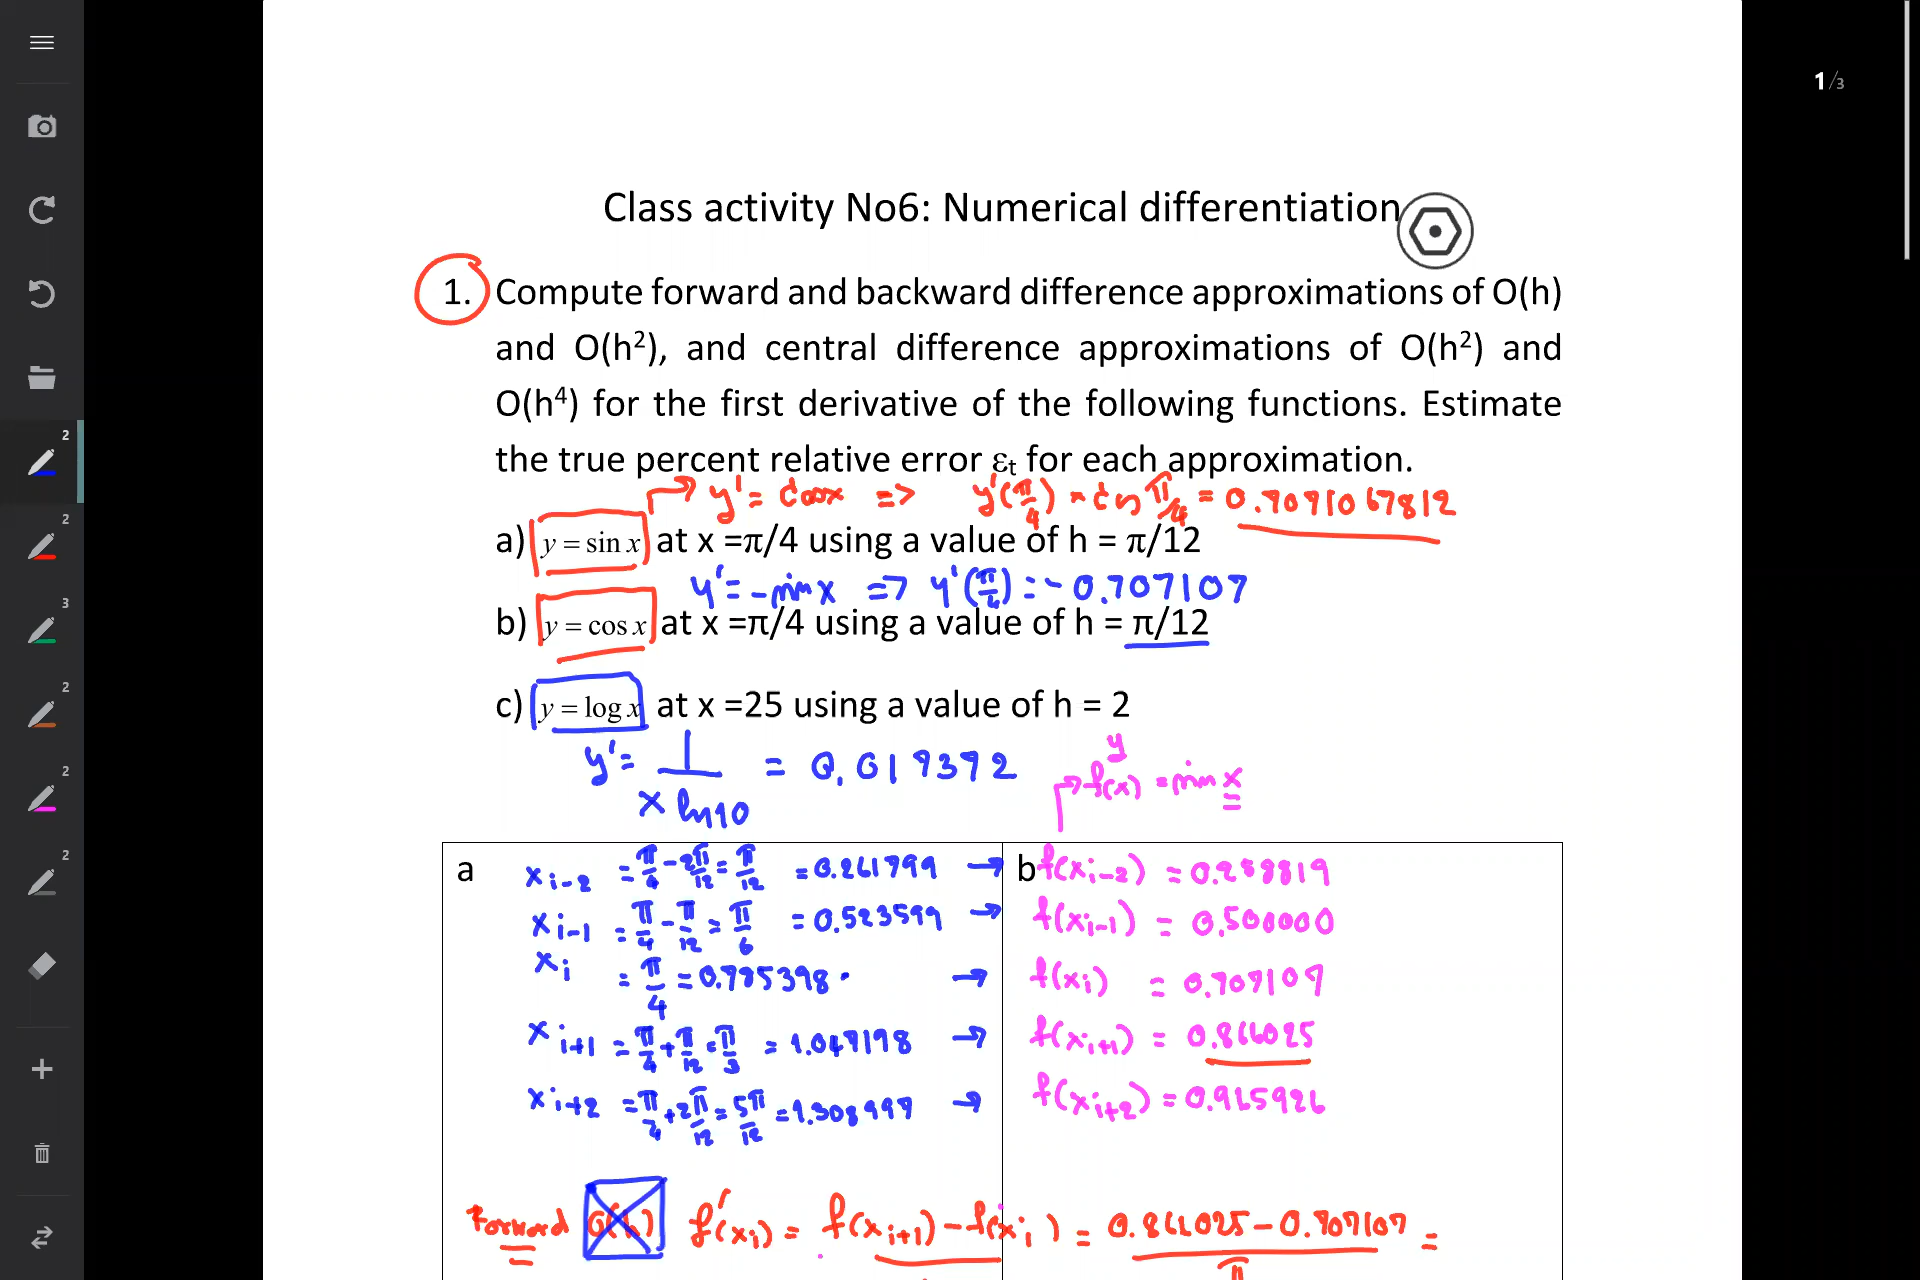 1/3
Class activity No6: Numerical differentiation
1. Compute forward and backward difference approximations of O(h)
and O(h²), and central difference approximations of O(h²) and
O(h⁴) for the first derivative of the following functions. Estimate
the true percent relative error εt for each approximation.
y' = cos x => y'(π/4) = cos π/4 = 0.7071067812
a) y = sin x at x =π/4 using a value of h = π/12
y' = -sin x => y'(π/4) = -0.707107
b) y = cos x at x =π/4 using a value of h = π/12
c) y = log x at x =25 using a value of h = 2
y' = 1/(x ln10) = 0.017372
y
f(x) = sin x
a x i-2 = π/4 - 2π/12 = π/12 = 0.261799 → b f(xi-2) = 0.258819
x i-1 = π/4 - π/12 = π/6 = 0.523599 → f(xi-1) = 0.500000
x i = π/4 = 0.785398 → f(xi) = 0.707107
x i+1 = π/4 + π/12 = π/3 = 1.047198 → f(xi+1) = 0.866025
x i+2 = π/4 + 2π/12 = 5π/12 = 1.308997 → f(xi+2) = 0.965926
Forward O(h) f'(xi) = f(xi+1) - f(xi) = 0.866025 - 0.707107 =
π
2
2
3
2
2
2